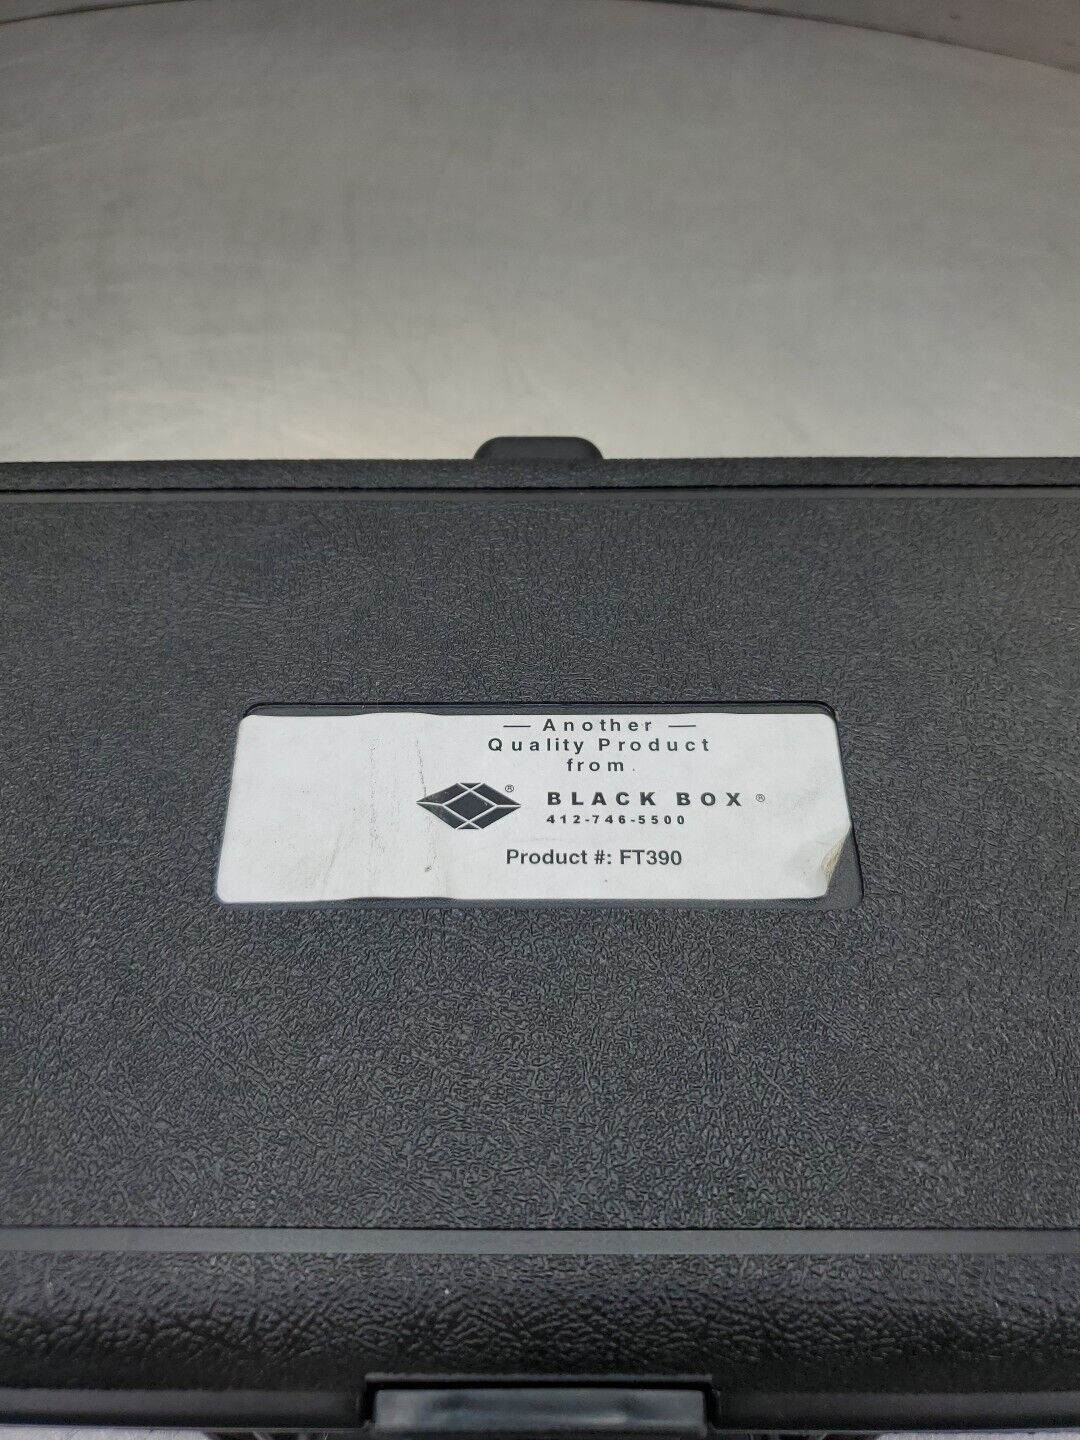 — Another —
Quality Product
from
® BLACK BOX ®
412-746-5500
Product #: FT390